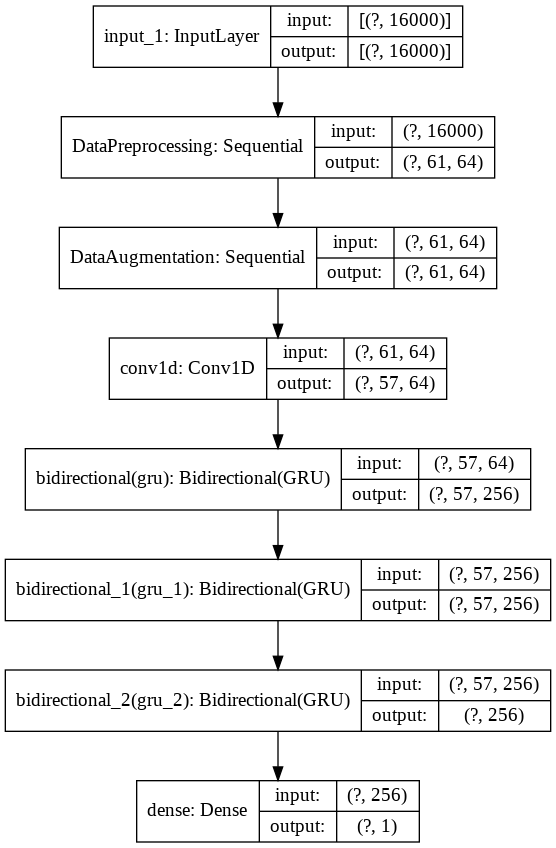 input_1: InputLayer
input: [(?, 16000)]
output: [(?, 16000)]
DataPreprocessing: Sequential
input: (?, 16000)
output: (?, 61, 64)
DataAugmentation: Sequential
input: (?, 61, 64)
output: (?, 61, 64)
conv1d: Conv1D
input: (?, 61, 64)
output: (?, 57, 64)
bidirectional(gru): Bidirectional(GRU)
input: (?, 57, 64)
output: (?, 57, 256)
bidirectional_1(gru_1): Bidirectional(GRU)
input: (?, 57, 256)
output: (?, 57, 256)
bidirectional_2(gru_2): Bidirectional(GRU)
input: (?, 57, 256)
output: (?, 256)
dense: Dense
input: (?, 256)
output: (?, 1)